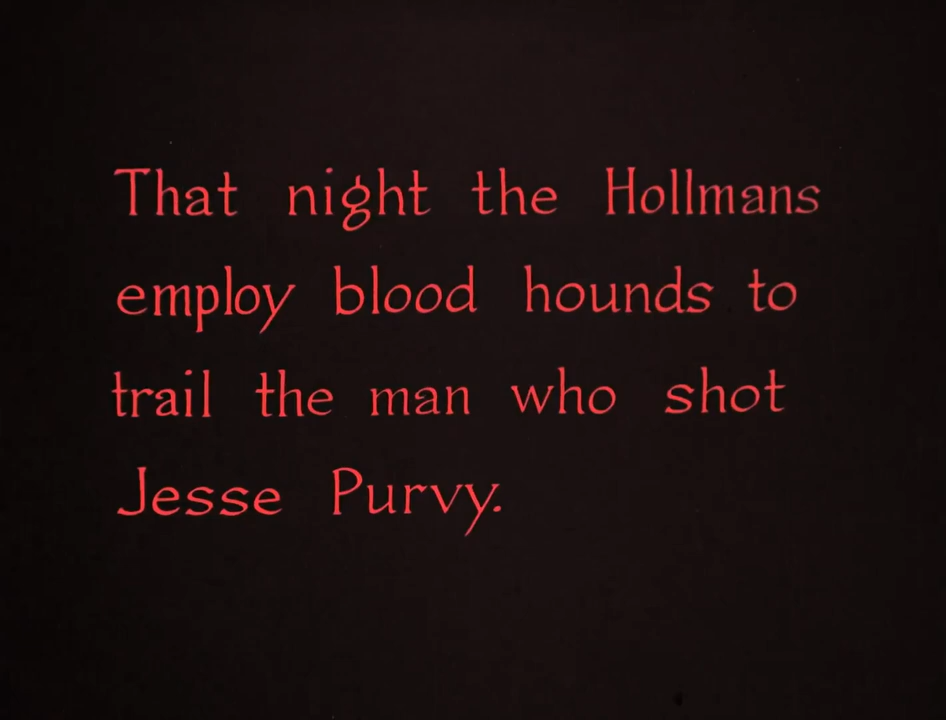 That night the Hollmans
employ blood hounds to
trail the man who shot
Jesse Purvy.